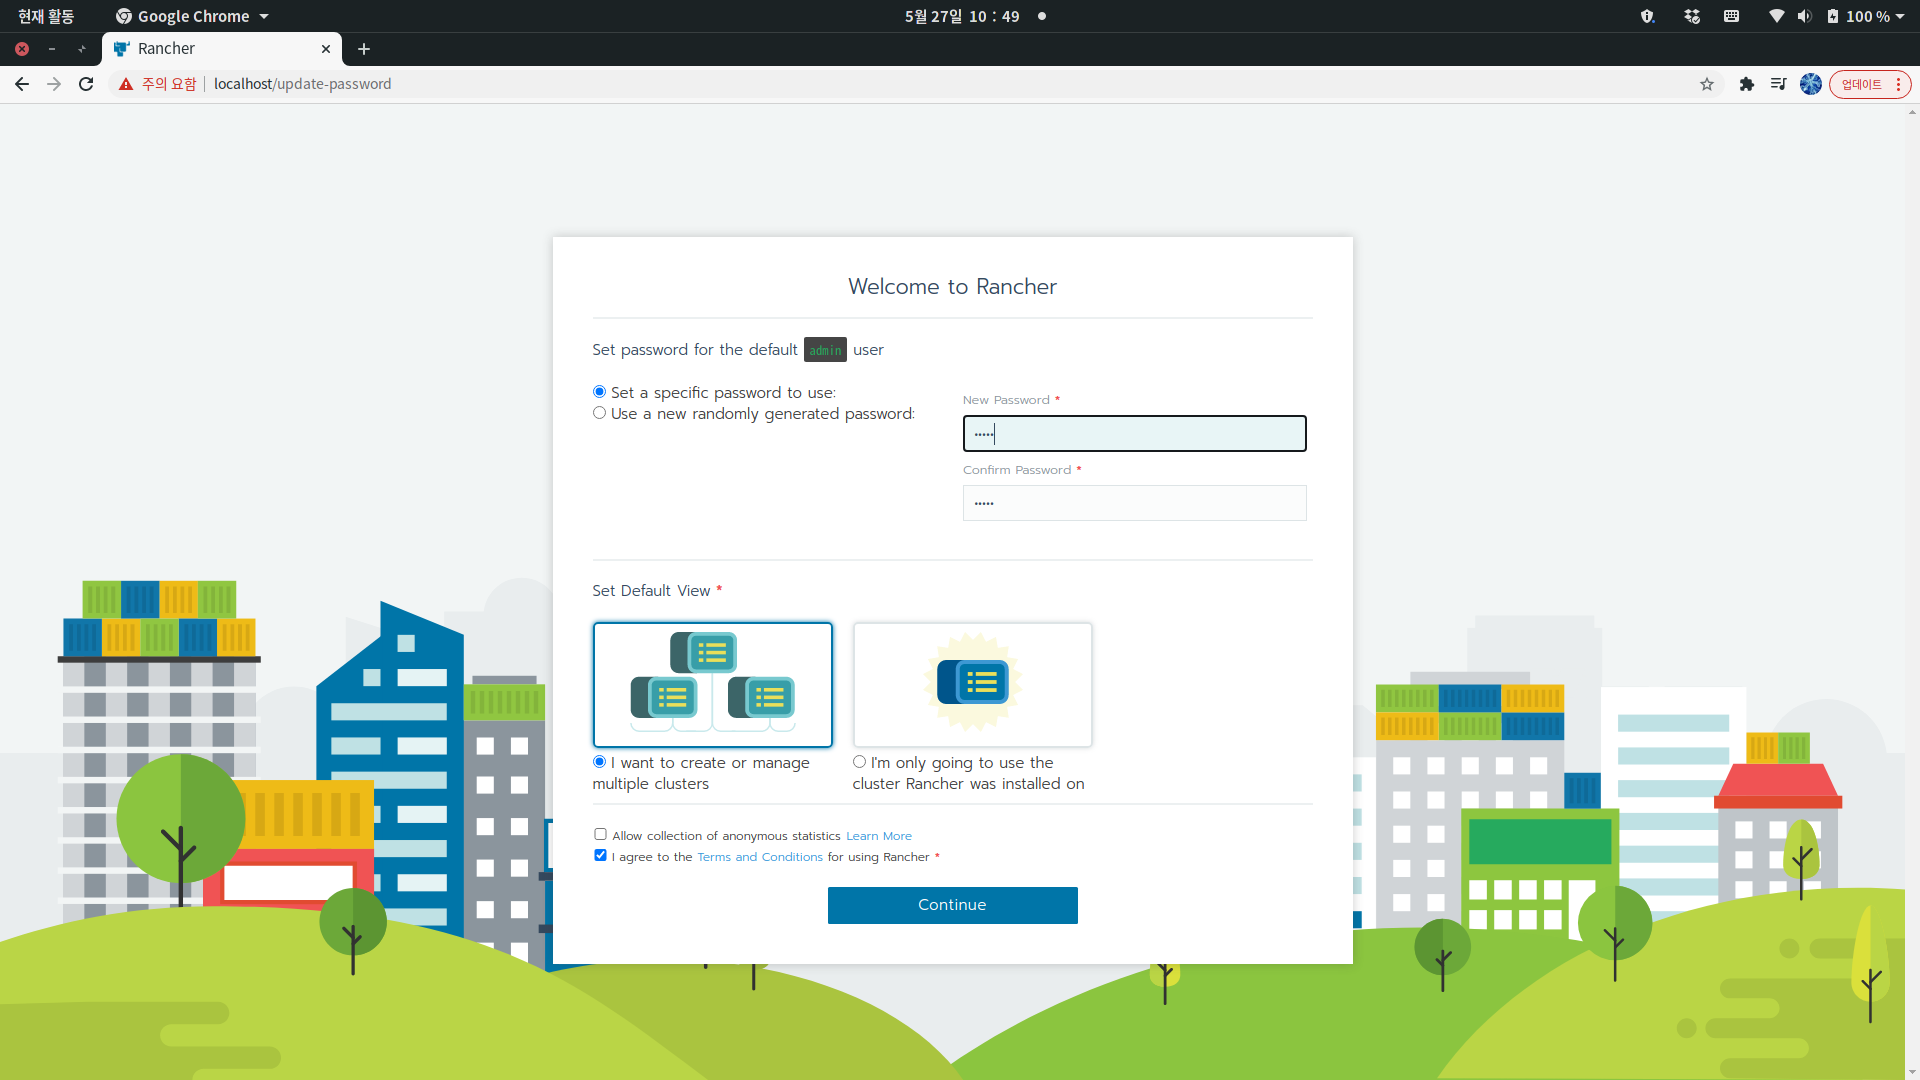 현재 활동
Google Chrome
5월 27일 10 : 49
100 %
Rancher
주의 요함
localhost/update-password
업데이트
Welcome to Rancher
Set password for the default admin user
Set a specific password to use:
Use a new randomly generated password:
New Password *
•••••
Confirm Password *
•••••
Set Default View *
I want to create or manage
multiple clusters
I'm only going to use the
cluster Rancher was installed on
Allow collection of anonymous statistics Learn More
I agree to the Terms and Conditions for using Rancher *
Continue